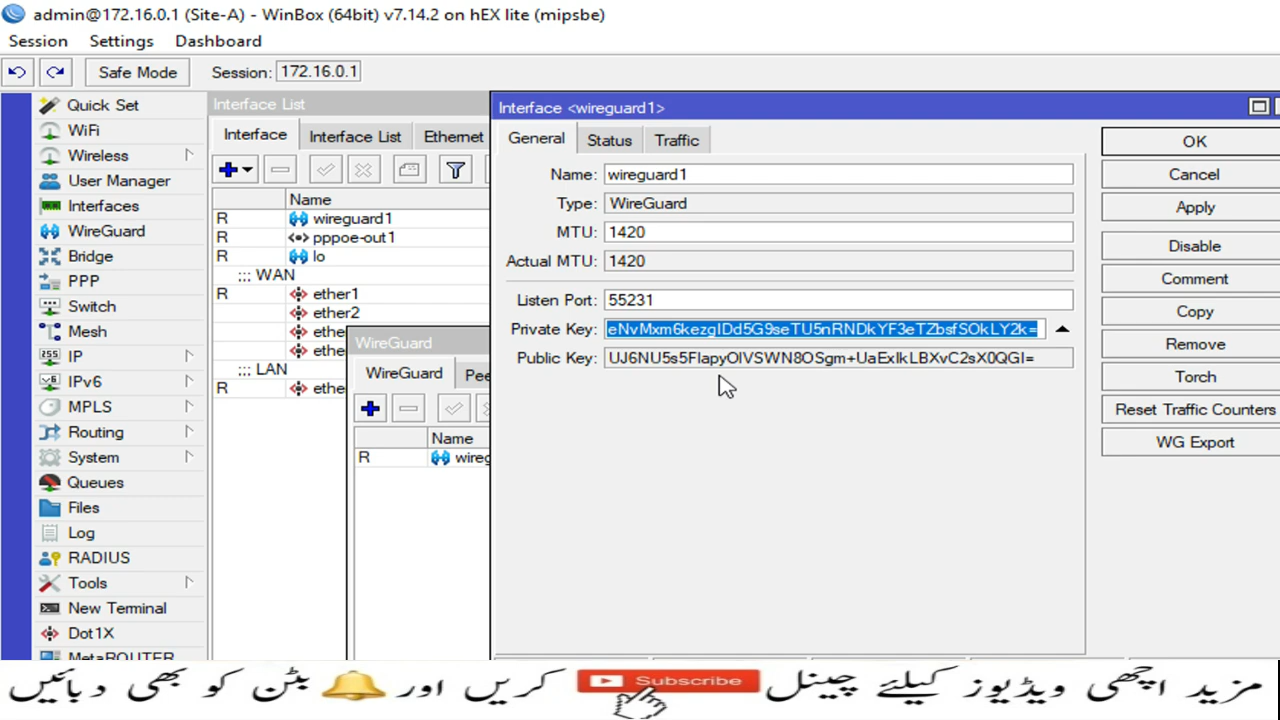 admin@172.16.0.1 (Site-A) - WinBox (64bit) v7.14.2 on hEX lite (mipsbe)
Session Settings Dashboard
Safe Mode Session: 172.16.0.1
Quick Set
WiFi
Wireless
User Manager
Interfaces
WireGuard
Bridge
PPP
Switch
Mesh
IP
IPv6
MPLS
Routing
System
Queues
Files
Log
RADIUS
Tools
New Terminal
Dot1X
MetaROUTER
Interface List
Interface Interface List Ethernet
Name
R wireguard1
R pppoe-out1
R lo
::: WAN
R ether1
ether2
ethe
ethe
::: LAN
R ethe
WireGuard
WireGuard Pee
Name
R wireg
Interface <wireguard1>
General Status Traffic
Name: wireguard1
Type: WireGuard
MTU: 1420
Actual MTU: 1420
Listen Port: 55231
Private Key: eNvMxm6kezgIDd5G9seTU5nRNDkYF3eTZbsfSOkLY2k=
Public Key: UJ6NU5s5FIapyOIVSWN8OSgm+UaExIkLBXvC2sX0QGI=
OK
Cancel
Apply
Disable
Comment
Copy
Remove
Torch
Reset Traffic Counters
WG Export
مزید اچھی ویڈیوز کیلئے چینل Subscribe کریں اور بٹن کو بھی دبائیں